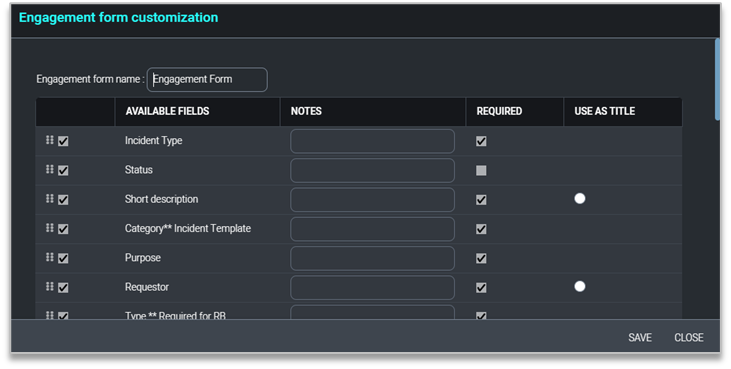 Engagement form customization
Engagement form name : Engagement Form
AVAILABLE FIELDS NOTES REQUIRED USE AS TITLE
Incident Type
Status
Short description
Category** Incident Template
Purpose
Requestor
Type ** Required for RB
SAVE CLOSE